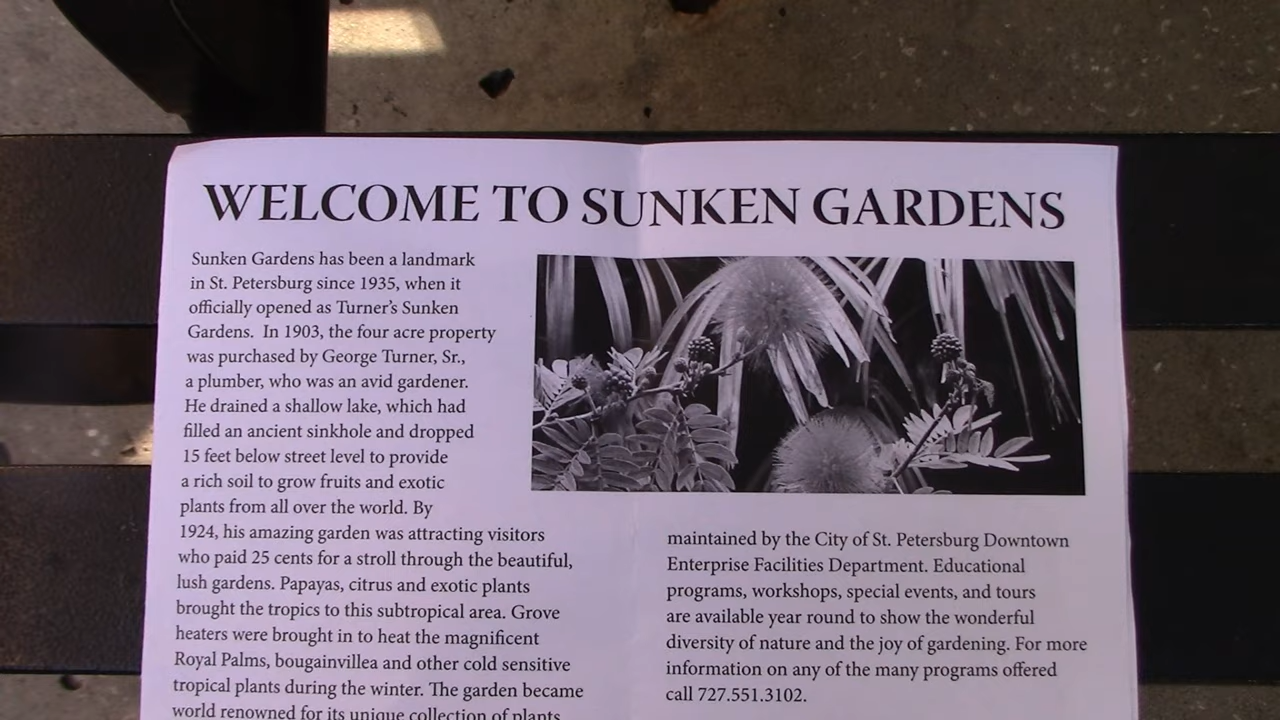 WELCOME TO SUNKEN GARDENS
Sunken Gardens has been a landmark
in St. Petersburg since 1935, when it
officially opened as Turner's Sunken
Gardens.  In 1903, the four acre property
was purchased by George Turner, Sr.,
a plumber, who was an avid gardener.
He drained a shallow lake, which had
filled an ancient sinkhole and dropped
15 feet below street level to provide
a rich soil to grow fruits and exotic
plants from all over the world. By
1924, his amazing garden was attracting visitors
who paid 25 cents for a stroll through the beautiful,
lush gardens. Papayas, citrus and exotic plants
brought the tropics to this subtropical area. Grove
heaters were brought in to heat the magnificent
Royal Palms, bougainvillea and other cold sensitive
tropical plants during the winter. The garden became
world renowned for its unique collection of plants
maintained by the City of St. Petersburg Downtown
Enterprise Facilities Department. Educational
programs, workshops, special events, and tours
are available year round to show the wonderful
diversity of nature and the joy of gardening. For more
information on any of the many programs offered
call 727.551.3102.